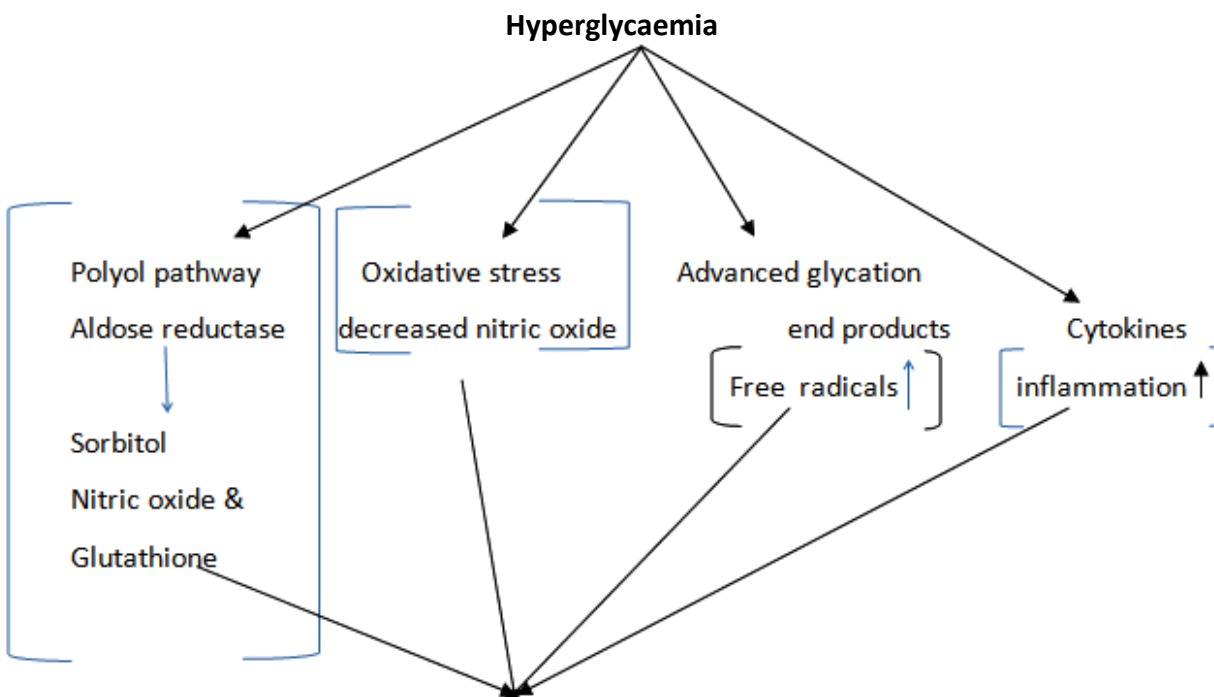 Hyperglycaemia
Polyol pathway
Aldose reductase
Sorbitol
Nitric oxide &
Glutathione
Oxidative stress
decreased nitric oxide
Advanced glycation
end products
Free radicals
Cytokines
inflammation